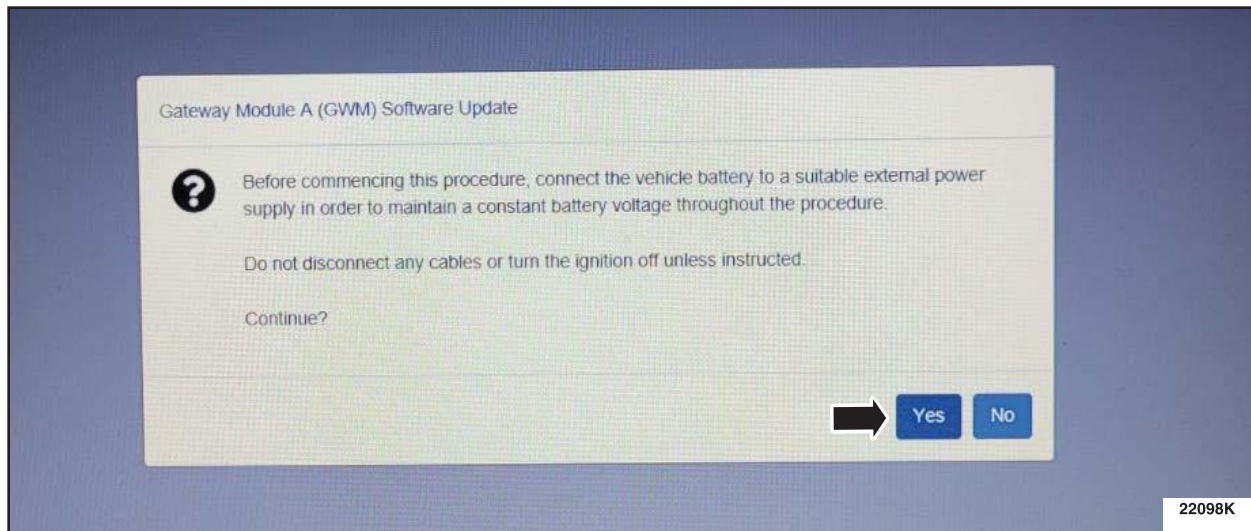 Gateway Module A (GWM) Software Update
Before commencing this procedure, connect the vehicle battery to a suitable external power
supply in order to maintain a constant battery voltage throughout the procedure.
Do not disconnect any cables or turn the ignition off unless instructed.
Continue?
Yes No
22098K